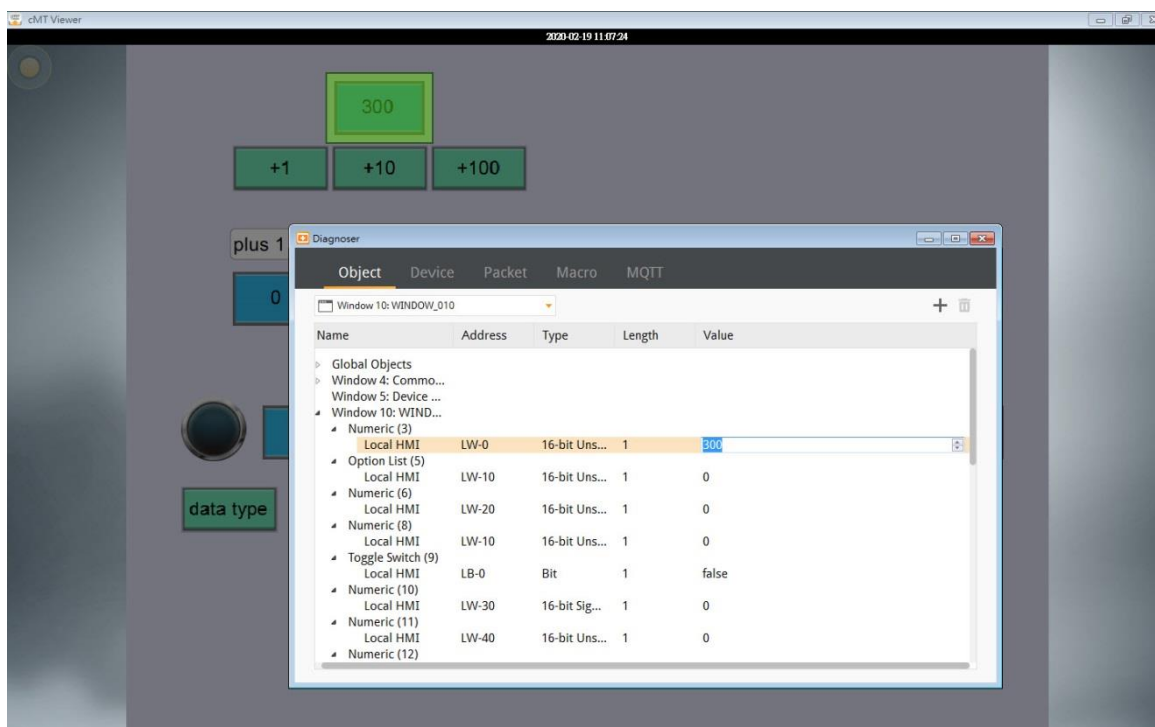 cMT Viewer
2020-02-19 11:07:24
300
+1 +10 +100
plus 1
0
Diagnoser
Object Device Packet Macro MQTT
Window 10: WINDOW_010
Name Address Type Length Value
Global Objects
Window 4: Commo...
Window 5: Device ...
Window 10: WIND...
Numeric (3)
Local HMI LW-0 16-bit Uns... 1 300
Option List (5)
Local HMI LW-10 16-bit Uns... 1 0
Numeric (6)
Local HMI LW-20 16-bit Uns... 1 0
Numeric (8)
Local HMI LW-10 16-bit Uns... 1 0
Toggle Switch (9)
Local HMI LB-0 Bit 1 false
Numeric (10)
Local HMI LW-30 16-bit Sig... 1 0
Numeric (11)
Local HMI LW-40 16-bit Uns... 1 0
Numeric (12)
data type